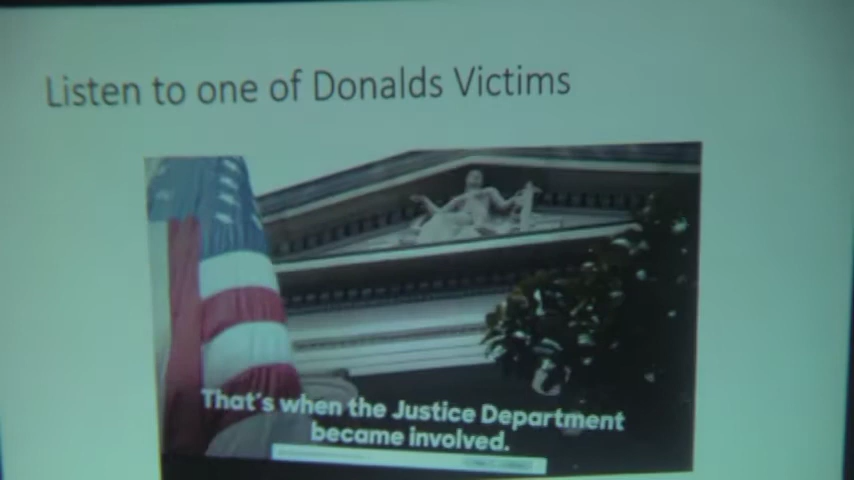 Listen to one of Donalds Victims
That's when the Justice Department
became involved.